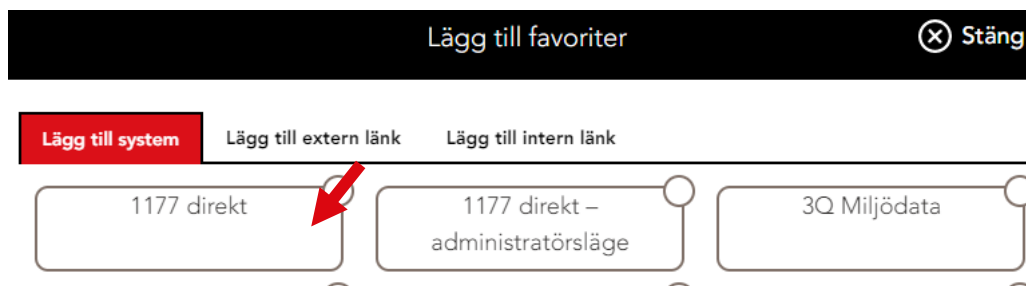 Lägg till favoriter
Stäng
Lägg till system
Lägg till extern länk
Lägg till intern länk
1177 direkt
1177 direkt –
administratörsläge
3Q Miljödata